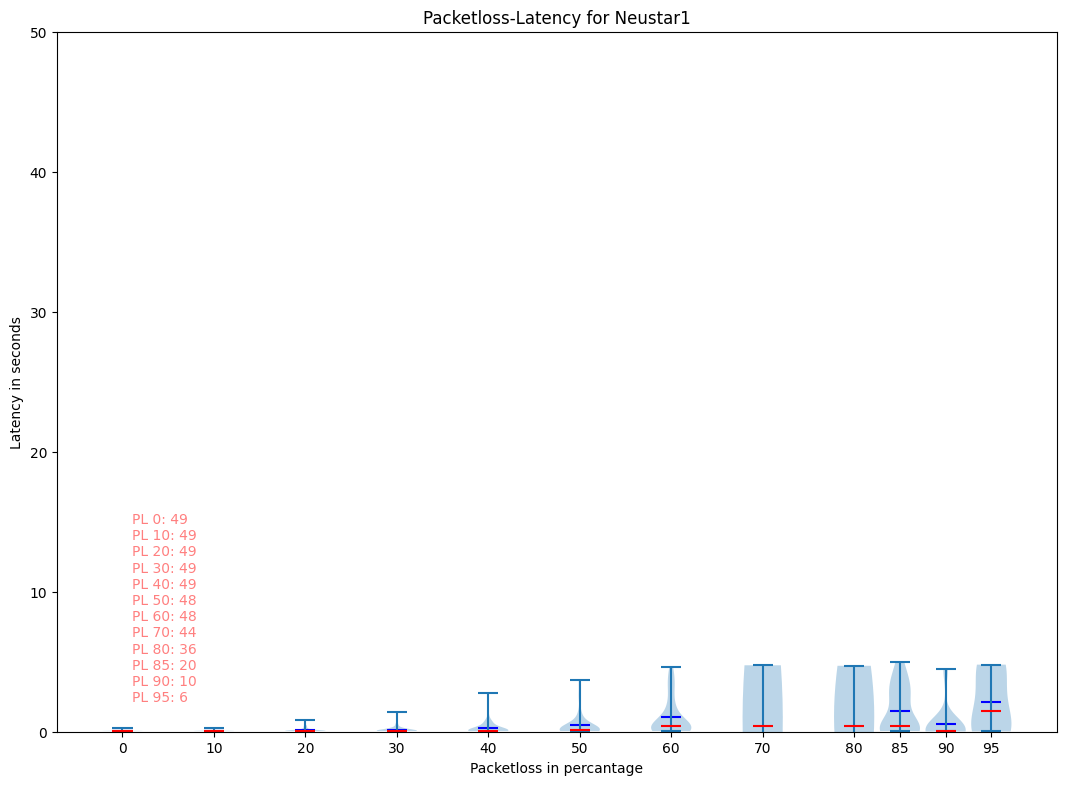 Packetloss-Latency for Neustar1
50
40
30
20
10
0
Latency in seconds
PL 0: 49
PL 10: 49
PL 20: 49
PL 30: 49
PL 40: 49
PL 50: 48
PL 60: 48
PL 70: 44
PL 80: 36
PL 85: 20
PL 90: 10
PL 95: 6
0 10 20 30 40 50 60 70 80 85 90 95
Packetloss in percantage